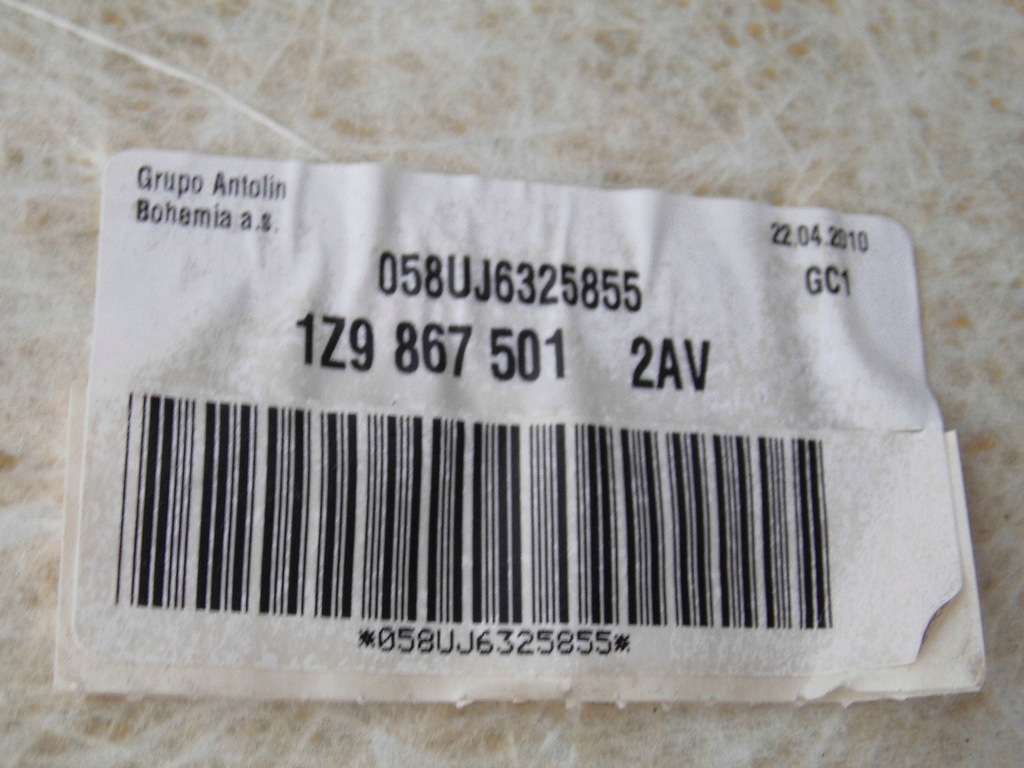 Grupo Antolin
Bohemia a.s.
22.04.2010
GC1
058UJ6325855
1Z9 867 501 2AV
*058UJ6325855*